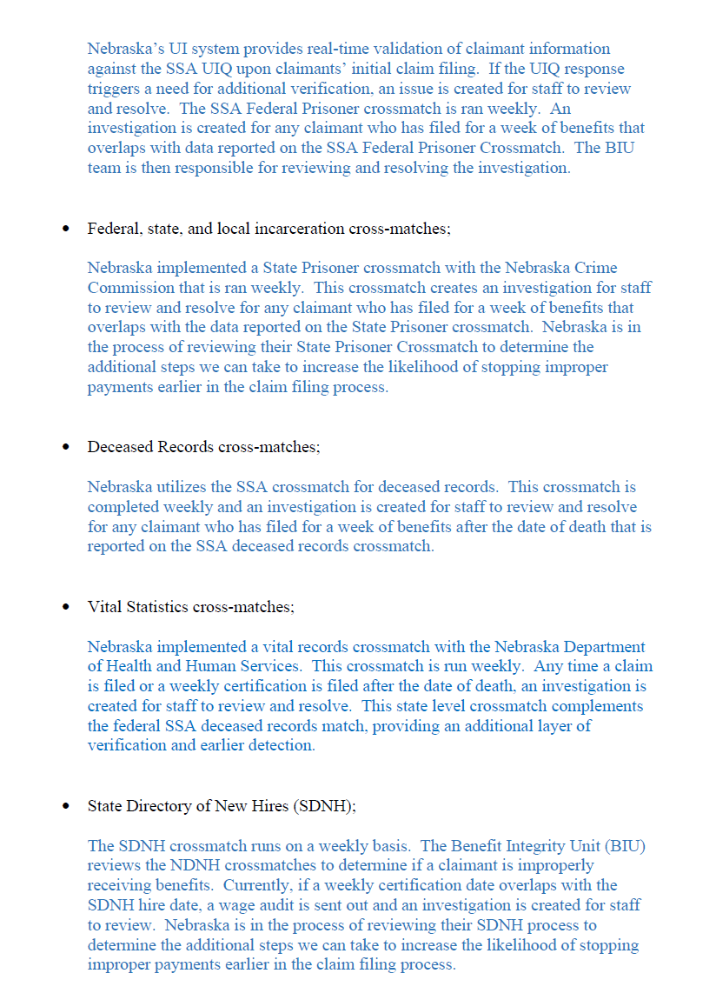 Nebraska’s UI system provides real-time validation of claimant information
against the SSA UIQ upon claimants’ initial claim filing.  If the UIQ response
triggers a need for additional verification, an issue is created for staff to review
and resolve.  The SSA Federal Prisoner crossmatch is ran weekly.  An
investigation is created for any claimant who has filed for a week of benefits that
overlaps with data reported on the SSA Federal Prisoner Crossmatch.  The BIU
team is then responsible for reviewing and resolving the investigation.
• Federal, state, and local incarceration cross-matches;
Nebraska implemented a State Prisoner crossmatch with the Nebraska Crime
Commission that is ran weekly.  This crossmatch creates an investigation for staff
to review and resolve for any claimant who has filed for a week of benefits that
overlaps with the data reported on the State Prisoner crossmatch.  Nebraska is in
the process of reviewing their State Prisoner Crossmatch to determine the
additional steps we can take to increase the likelihood of stopping improper
payments earlier in the claim filing process.
• Deceased Records cross-matches;
Nebraska utilizes the SSA crossmatch for deceased records.  This crossmatch is
completed weekly and an investigation is created for staff to review and resolve
for any claimant who has filed for a week of benefits after the date of death that is
reported on the SSA deceased records crossmatch.
• Vital Statistics cross-matches;
Nebraska implemented a vital records crossmatch with the Nebraska Department
of Health and Human Services.  This crossmatch is run weekly.  Any time a claim
is filed or a weekly certification is filed after the date of death, an investigation is
created for staff to review and resolve.  This state level crossmatch complements
the federal SSA deceased records match, providing an additional layer of
verification and earlier detection.
• State Directory of New Hires (SDNH);
The SDNH crossmatch runs on a weekly basis.  The Benefit Integrity Unit (BIU)
reviews the NDNH crossmatches to determine if a claimant is improperly
receiving benefits.  Currently, if a weekly certification date overlaps with the
SDNH hire date, a wage audit is sent out and an investigation is created for staff
to review.  Nebraska is in the process of reviewing their SDNH process to
determine the additional steps we can take to increase the likelihood of stopping
improper payments earlier in the claim filing process.